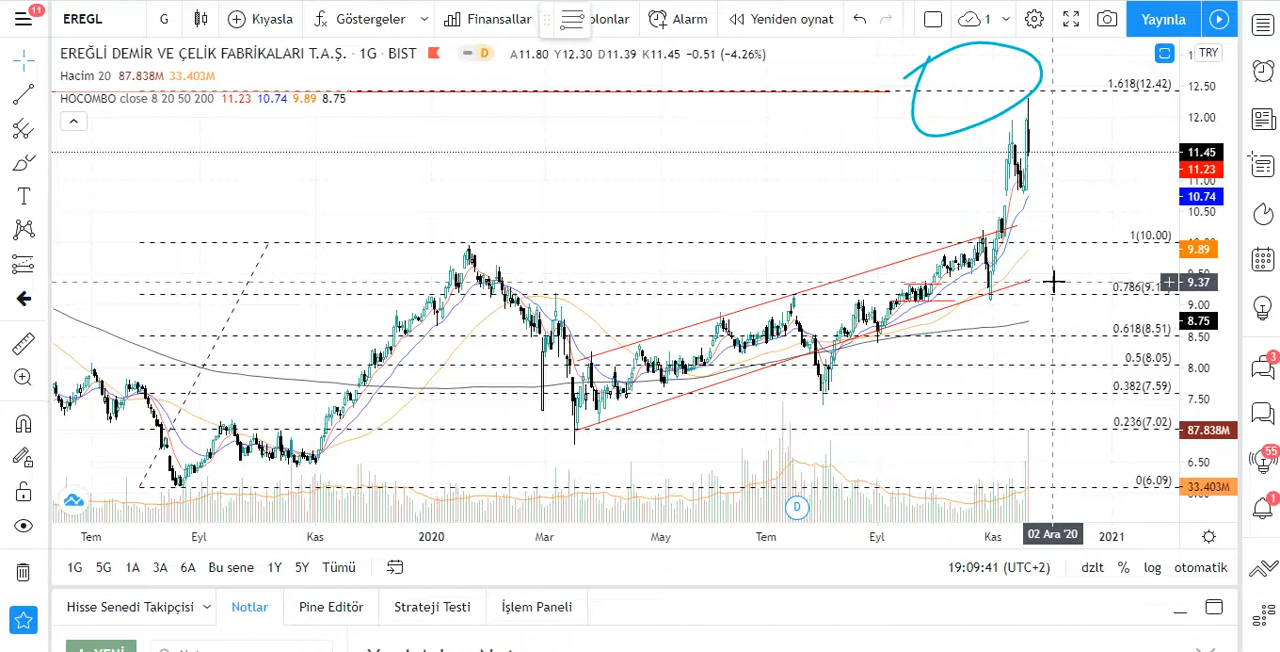 11
EREGL
G
Kıyasla
Göstergeler
Finansallar
olonlar
Alarm
Yeniden oynat
1
Yayınla
EREĞLİ DEMİR VE ÇELİK FABRİKALARI T.A.Ş. · 1G · BIST
D
A11.80 Y12.30 D11.39 K11.45 −0.51 (−4.26%)
TRY
Hacim 20 87.838M 33.403M
HOCOMBO close 8 20 50 200 11.23 10.74 9.89 8.75
1.618(12.42)
12.50
12.00
11.45
11.23
11.00
10.74
10.50
1(10.00)
9.89
9.37
9.00
8.75
0.618(8.51)
8.50
0.5(8.05)
8.00
0.382(7.59)
7.50
0.236(7.02)
87.838M
6.50
0(6.09)
33.403M
D
Tem
Eyl
Kas
2020
Mar
May
Tem
Eyl
Kas
02 Ara '20
2021
1G
5G
1A
3A
6A
Bu sene
1Y
5Y
Tümü
19:09:41 (UTC+2)
dzlt
%
log
otomatik
Hisse Senedi Takipçisi
Notlar
Pine Editör
Strateji Testi
İşlem Paneli
3
55
1